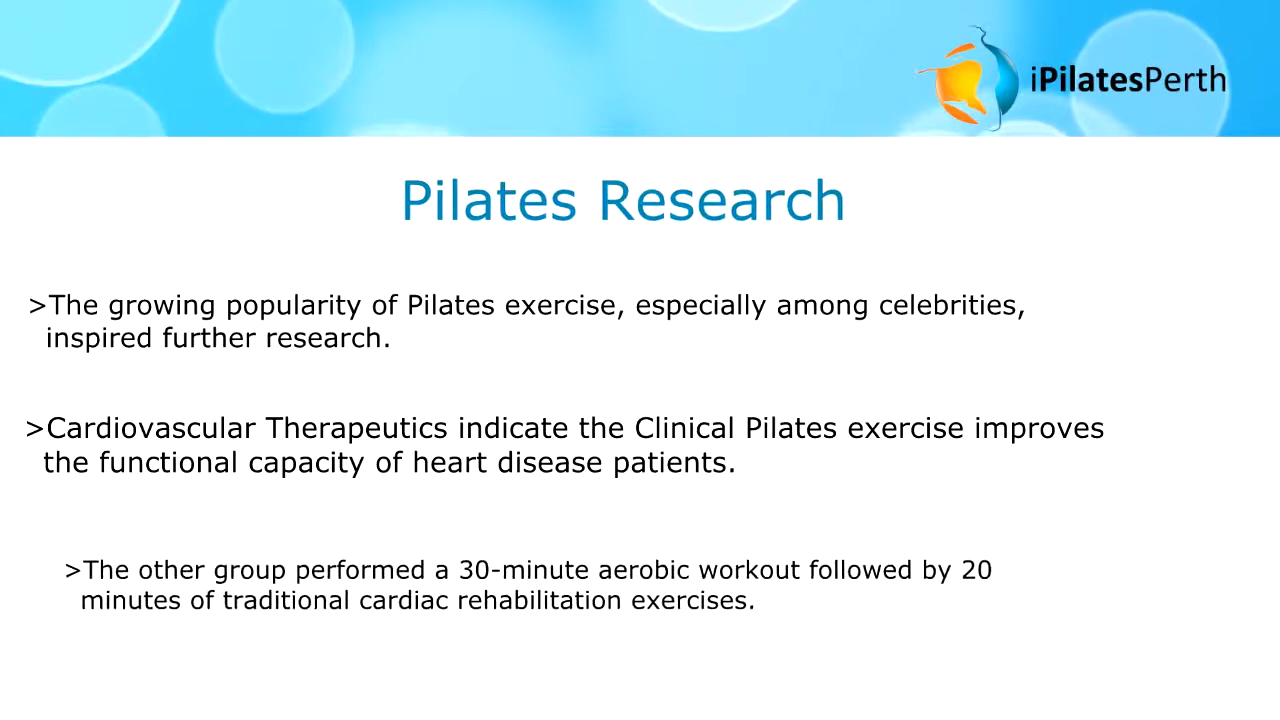 iPilatesPerth
Pilates Research
>The growing popularity of Pilates exercise, especially among celebrities,
inspired further research.
>Cardiovascular Therapeutics indicate the Clinical Pilates exercise improves
the functional capacity of heart disease patients.
>The other group performed a 30-minute aerobic workout followed by 20
minutes of traditional cardiac rehabilitation exercises.